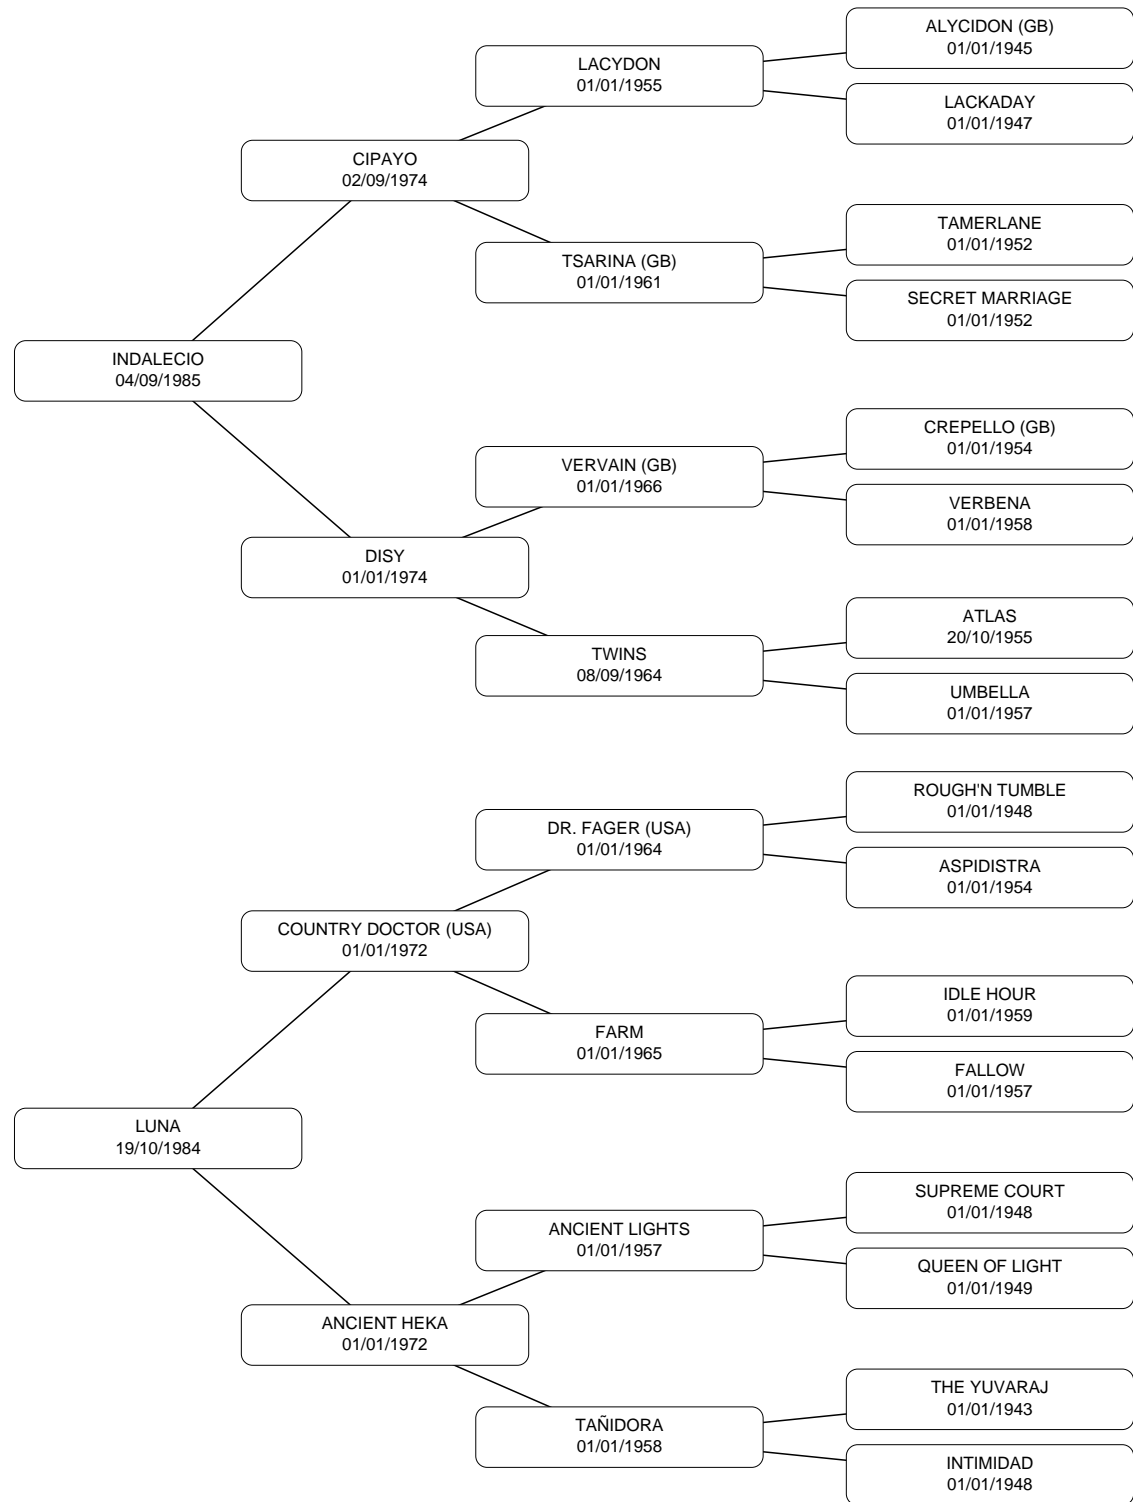 ALYCIDON (GB)
01/01/1945
LACYDON
01/01/1955
LACKADAY
01/01/1947
CIPAYO
02/09/1974
TAMERLANE
01/01/1952
TSARINA (GB)
01/01/1961
SECRET MARRIAGE
01/01/1952
INDALECIO
04/09/1985
CREPELLO (GB)
01/01/1954
VERVAIN (GB)
01/01/1966
VERBENA
01/01/1958
DISY
01/01/1974
ATLAS
20/10/1955
TWINS
08/09/1964
UMBELLA
01/01/1957
ROUGH'N TUMBLE
01/01/1948
DR. FAGER (USA)
01/01/1964
ASPIDISTRA
01/01/1954
COUNTRY DOCTOR (USA)
01/01/1972
IDLE HOUR
01/01/1959
FARM
01/01/1965
FALLOW
01/01/1957
LUNA
19/10/1984
SUPREME COURT
01/01/1948
ANCIENT LIGHTS
01/01/1957
QUEEN OF LIGHT
01/01/1949
ANCIENT HEKA
01/01/1972
THE YUVARAJ
01/01/1943
TAÑIDORA
01/01/1958
INTIMIDAD
01/01/1948